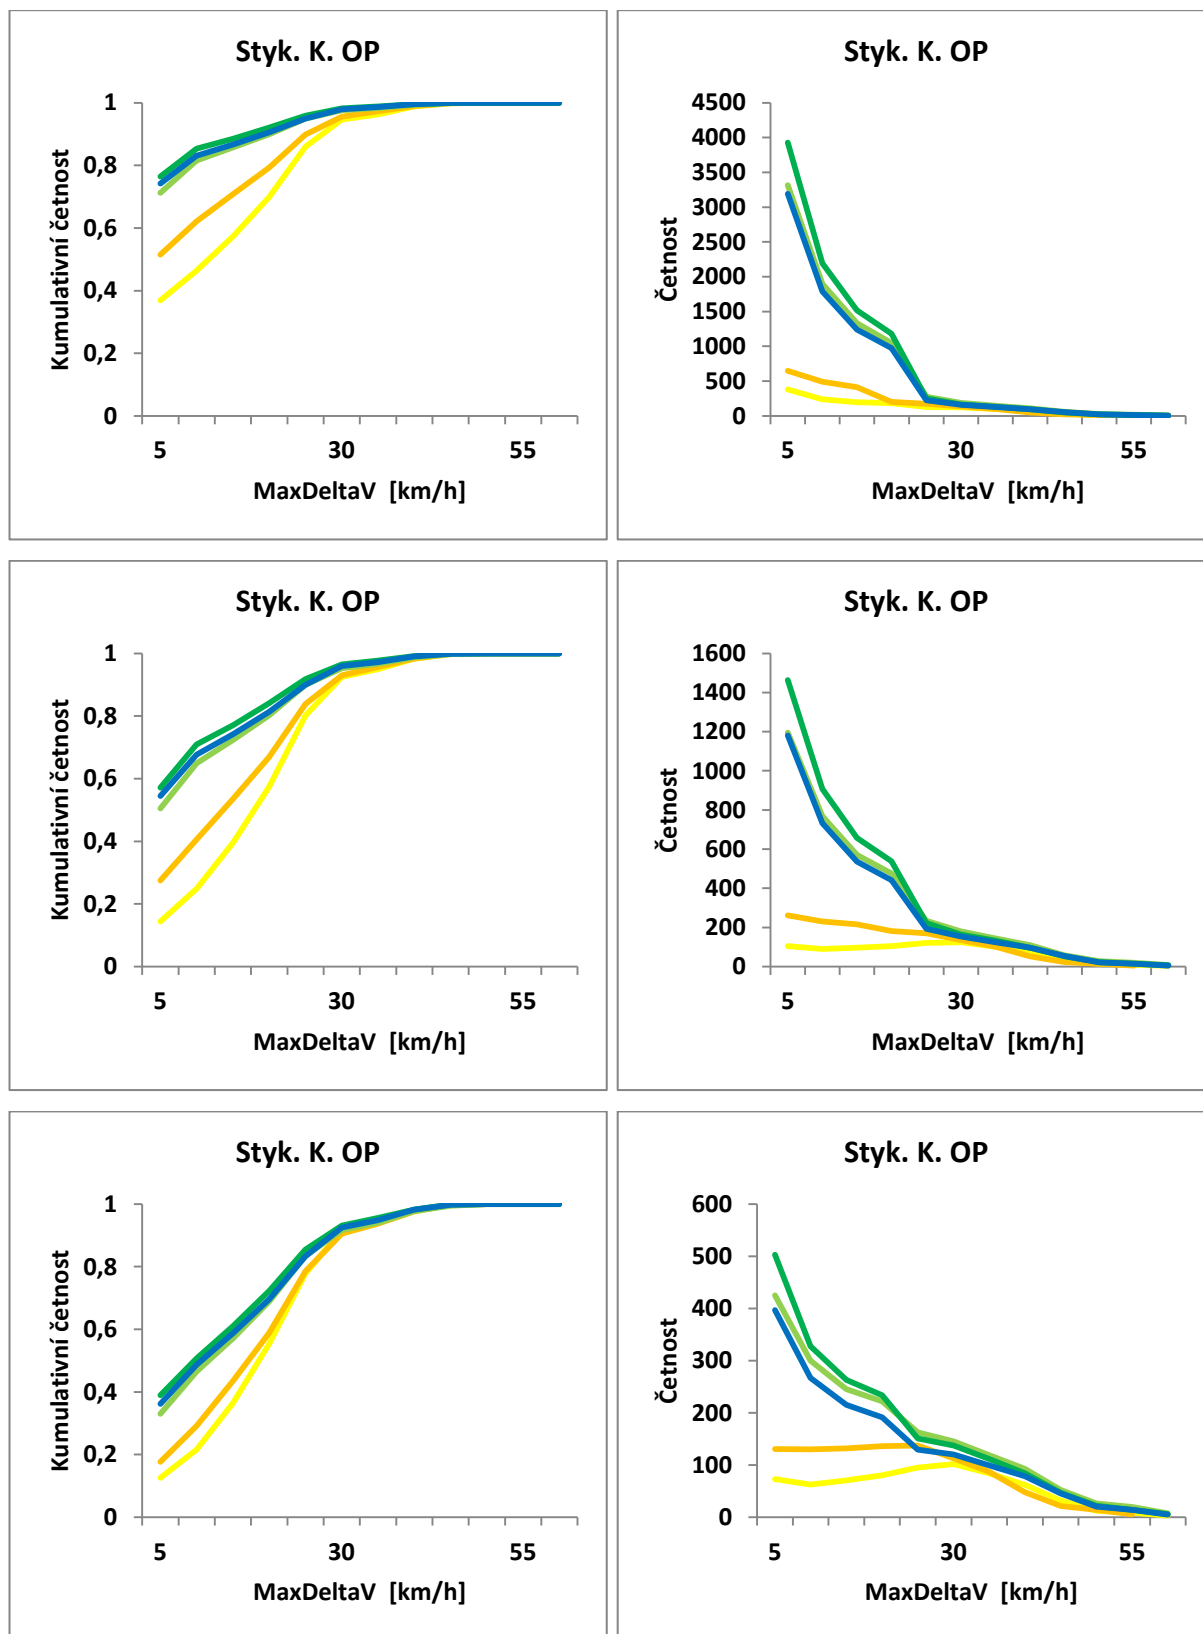 Styk. K. OP
Kumulativní četnost
1
0,8
0,6
0,4
0,2
0
5 30 55
MaxDeltaV [km/h]
Styk. K. OP
Četnost
4500
4000
3500
3000
2500
2000
1500
1000
500
0
5 30 55
MaxDeltaV [km/h]
Styk. K. OP
Kumulativní četnost
1
0,8
0,6
0,4
0,2
0
5 30 55
MaxDeltaV [km/h]
Styk. K. OP
Četnost
1600
1400
1200
1000
800
600
400
200
0
5 30 55
MaxDeltaV [km/h]
Styk. K. OP
Kumulativní četnost
1
0,8
0,6
0,4
0,2
0
5 30 55
MaxDeltaV [km/h]
Styk. K. OP
Četnost
600
500
400
300
200
100
0
5 30 55
MaxDeltaV [km/h]